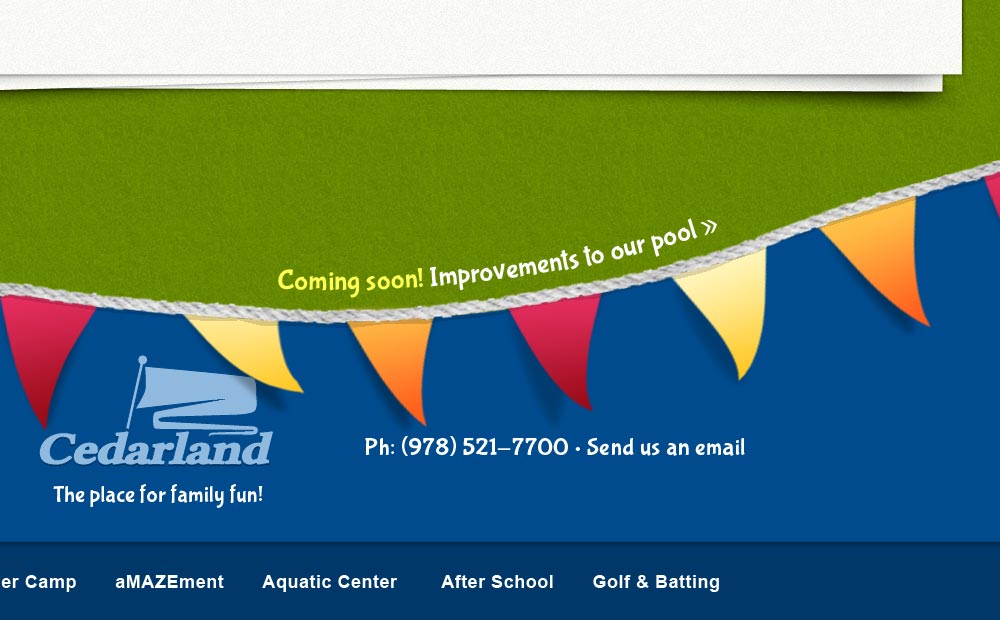 Coming soon! Improvements to our pool »
Cedarland
The place for family fun!
Ph: (978) 521–7700 · Send us an email
er Camp aMAZEment Aquatic Center After School Golf & Batting